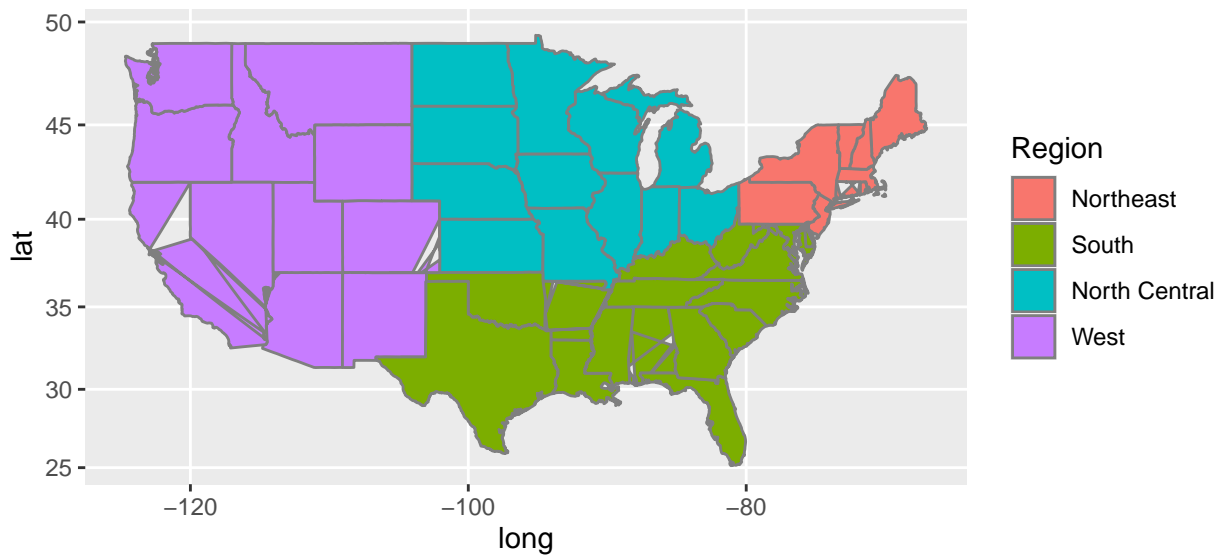 50
45
40
35
30
25
lat
−120
−100
−80
long
Region
Northeast
South
North Central
West